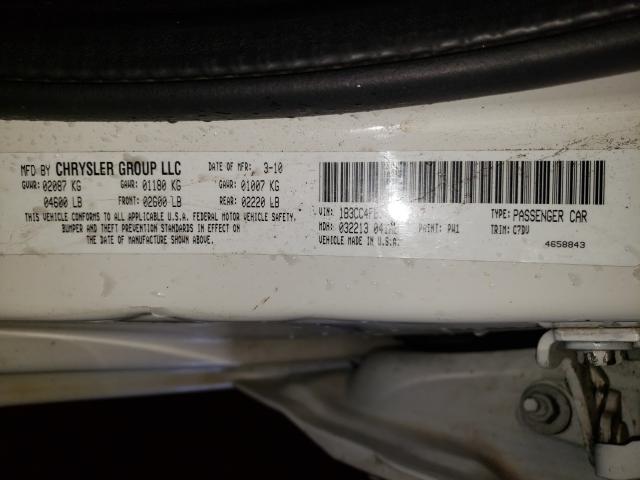 MFD BY CHRYSLER GROUP LLC DATE OF MFR: 3-10
GVWR: 02087 KG GAWR: 01180 KG GAWR: 01007 KG
04600 LB FRONT: 02600 LB REAR: 02220 LB
THIS VEHICLE CONFORMS TO ALL APPLICABLE U.S.A. FEDERAL MOTOR VEHICLE SAFETY,
BUMPER AND THEFT PREVENTION STANDARDS IN EFFECT ON
THE DATE OF MANUFACTURE SHOWN ABOVE.
VIN: TYPE: PASSENGER CAR
MDH: 032213 PAINT: PW1 TRIM: C7DV
VEHICLE MADE IN U.S.A. 4658843